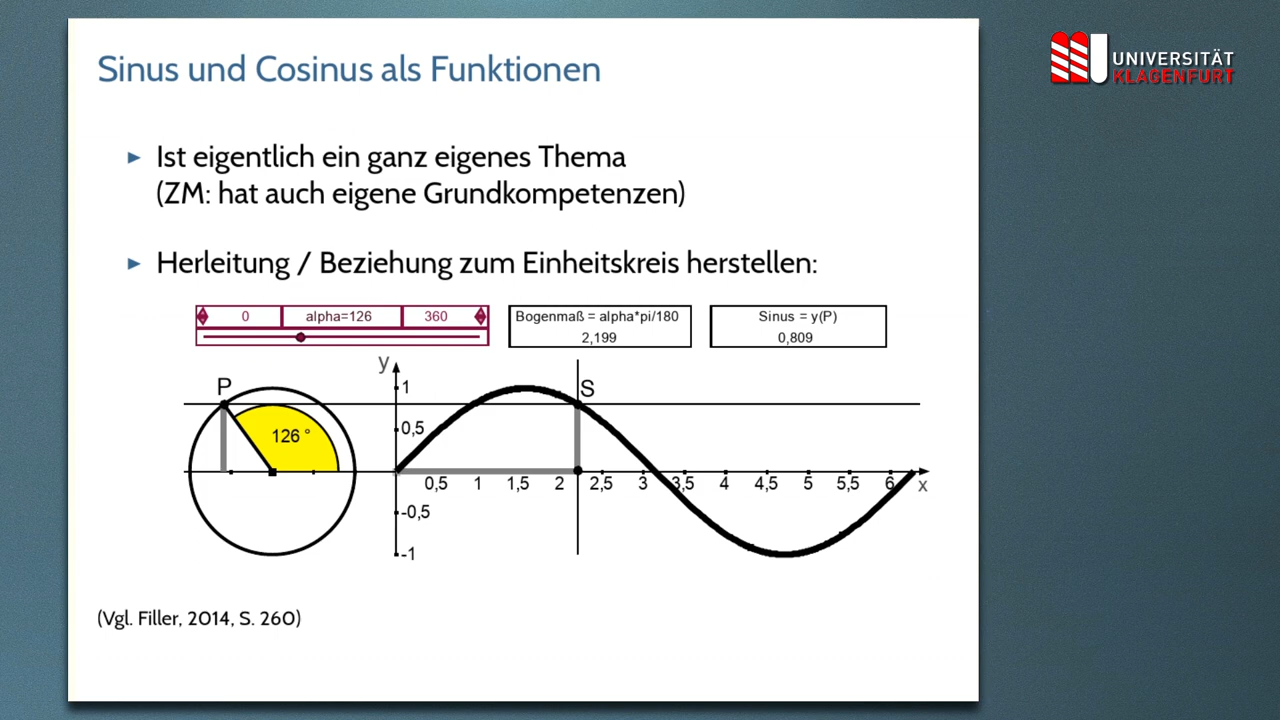 Sinus und Cosinus als Funktionen
UNIVERSITÄT
KLAGENFURT
► Ist eigentlich ein ganz eigenes Thema
(ZM: hat auch eigene Grundkompetenzen)
► Herleitung / Beziehung zum Einheitskreis herstellen:
0 alpha=126 360
Bogenmaß = alpha*pi/180
2,199
Sinus = y(P)
0,809
y
P
1
S
126 °
0,5
0,5 1 1,5 2 2,5 3 3,5 4 4,5 5 5,5 6 x
-0,5
-1
(Vgl. Filler, 2014, S. 260)